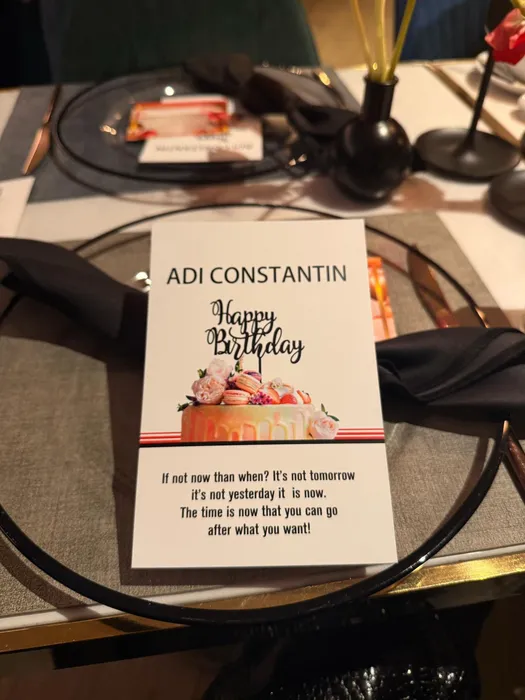 ADI CONSTANTIN
Happy
Birthday
If not now than when? It's not tomorrow
it's not yesterday it is now.
The time is now that you can go
after what you want!